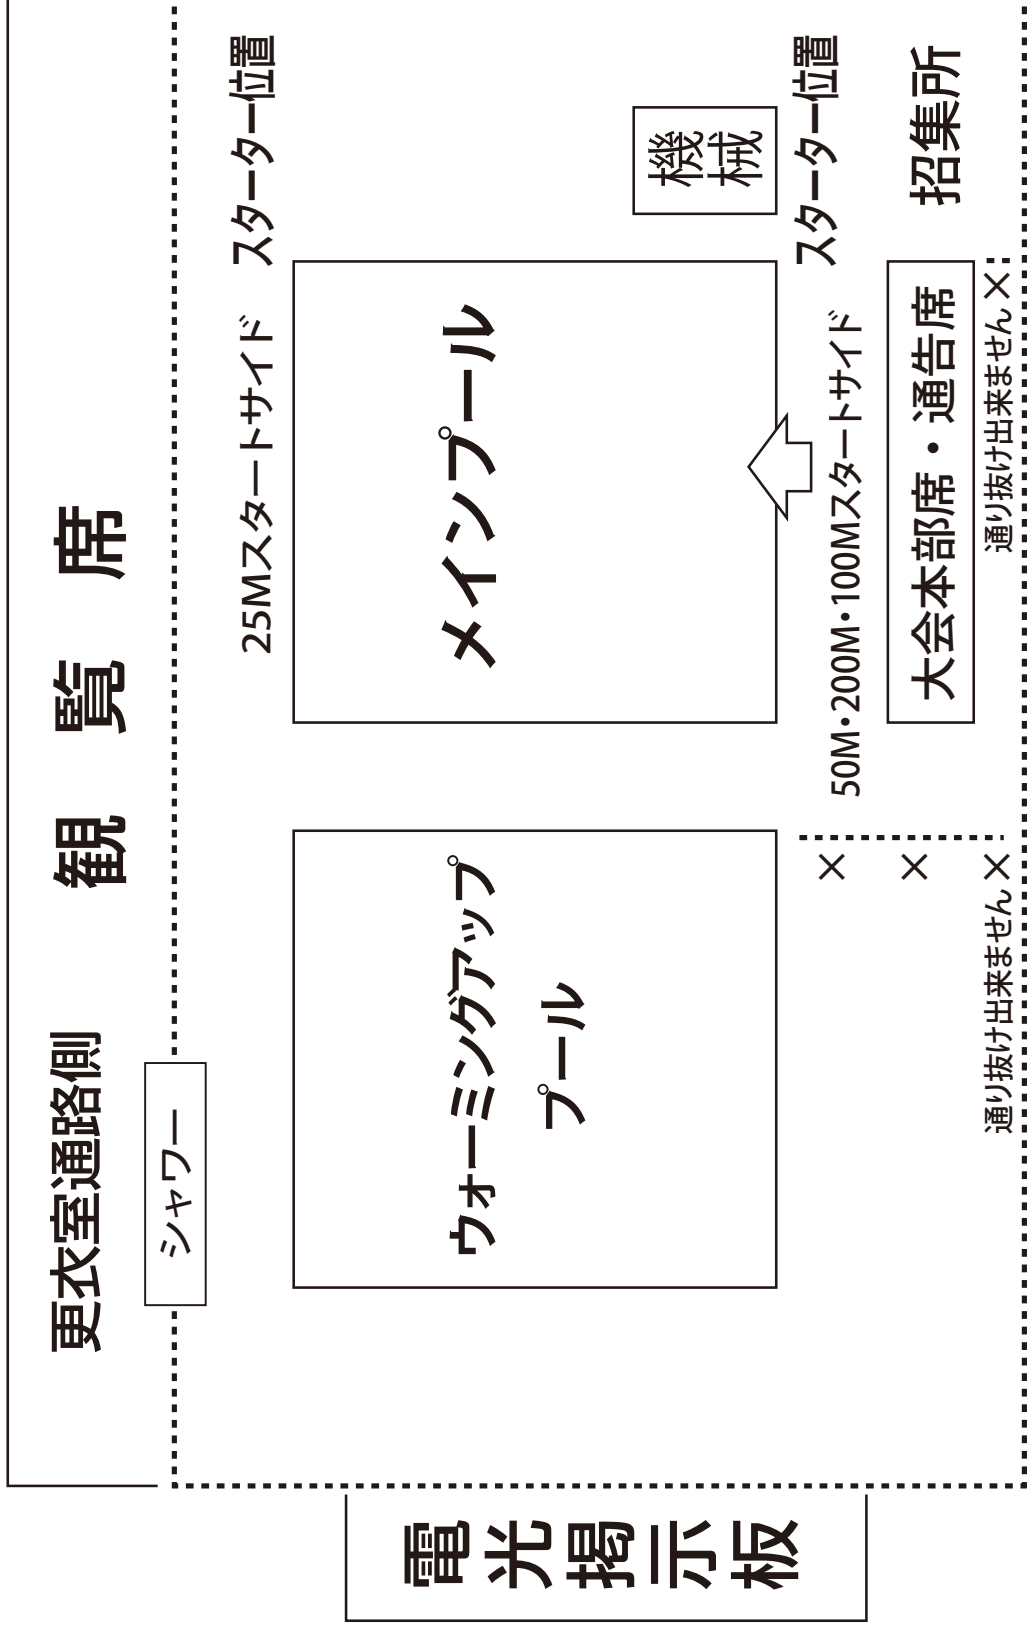 更衣室通路側
観覧席
シャワー
25Mスタートサイド
スターター位置
ウォーミングアップ
プール
メインプール
機械
50M・200M・100Mスタートサイド
スターター位置
大会本部席・通告席
招集所
×
×
通り抜け出来ません×
通り抜け出来ません×
電光掲示板